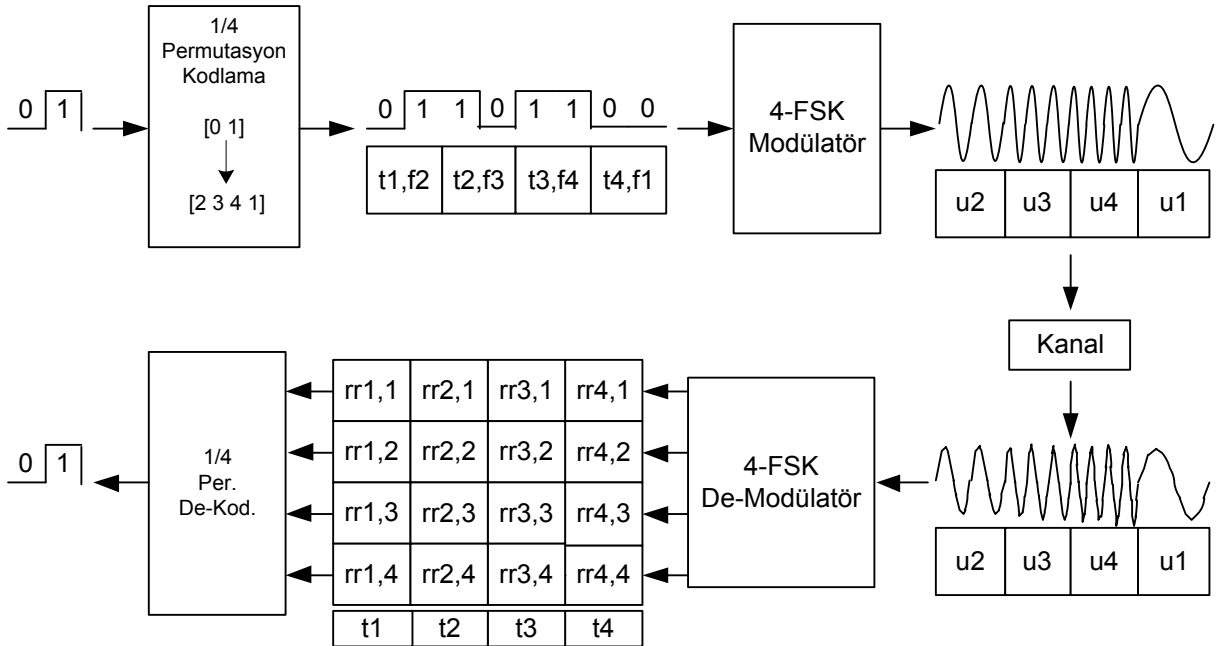 0 1
1/4
Permutasyon
Kodlama
[0 1]
[2 3 4 1]
0 1 1 0 1 1 0 0
t1,f2 t2,f3 t3,f4 t4,f1
4-FSK
Modülatör
u2 u3 u4 u1
Kanal
u2 u3 u4 u1
4-FSK
De-Modülatör
rr1,1 rr2,1 rr3,1 rr4,1
rr1,2 rr2,2 rr3,2 rr4,2
rr1,3 rr2,3 rr3,3 rr4,3
rr1,4 rr2,4 rr3,4 rr4,4
t1 t2 t3 t4
1/4
Per.
De-Kod.
0 1